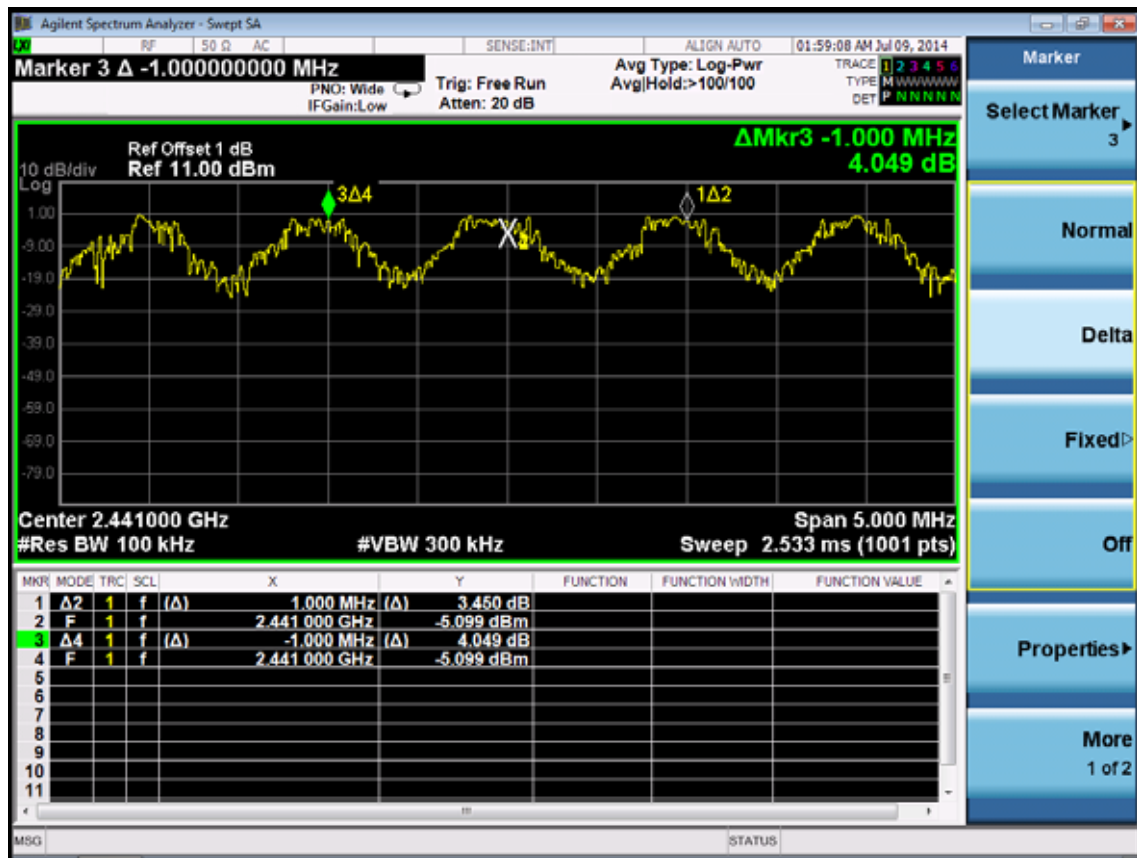 Agilent Spectrum Analyzer - Swept SA
LXI RF 50 Ω AC SENSE:INT ALIGN AUTO 01:59:08 AM Jul 09, 2014
Marker 3 Δ -1.000000000 MHz
PNO: Wide
IFGain:Low
Trig: Free Run
Atten: 20 dB
Avg Type: Log-Pwr
Avg|Hold:>100/100
TRACE 1 2 3 4 5 6
TYPE M W W W W W
DET P N N N N N
ΔMkr3 -1.000 MHz
4.049 dB
Ref Offset 1 dB
10 dB/div Ref 11.00 dBm
Log
3Δ4
1Δ2
1.00
-9.00
-19.0
-29.0
-39.0
-49.0
-59.0
-69.0
-79.0
Center 2.441000 GHz Span 5.000 MHz
#Res BW 100 kHz #VBW 300 kHz Sweep 2.533 ms (1001 pts)
MKR MODE TRC SCL X Y FUNCTION FUNCTION WIDTH FUNCTION VALUE
1 Δ2 1 f (Δ) 1.000 MHz (Δ) 3.450 dB
2 F 1 f 2.441 000 GHz -5.099 dBm
3 Δ4 1 f (Δ) -1.000 MHz (Δ) 4.049 dB
4 F 1 f 2.441 000 GHz -5.099 dBm
5
6
7
8
9
10
11
MSG STATUS
Marker
Select Marker
3
Normal
Delta
Fixed
Off
Properties
More
1 of 2